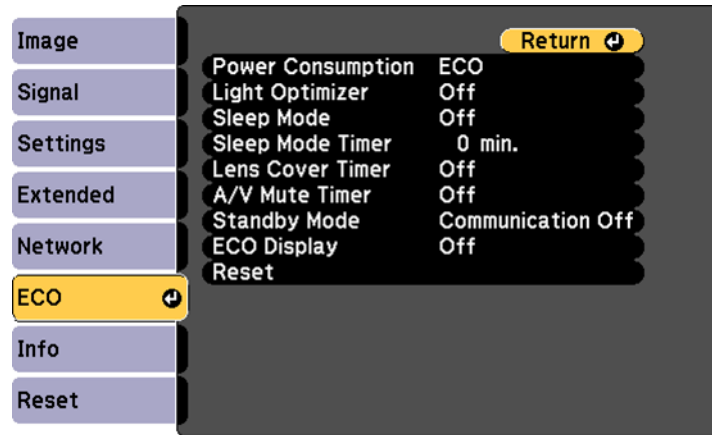 Image
Signal
Settings
Extended
Network
ECO
Info
Reset
Return
Power Consumption ECO
Light Optimizer Off
Sleep Mode Off
Sleep Mode Timer 0 min.
Lens Cover Timer Off
A/V Mute Timer Off
Standby Mode Communication Off
ECO Display Off
Reset